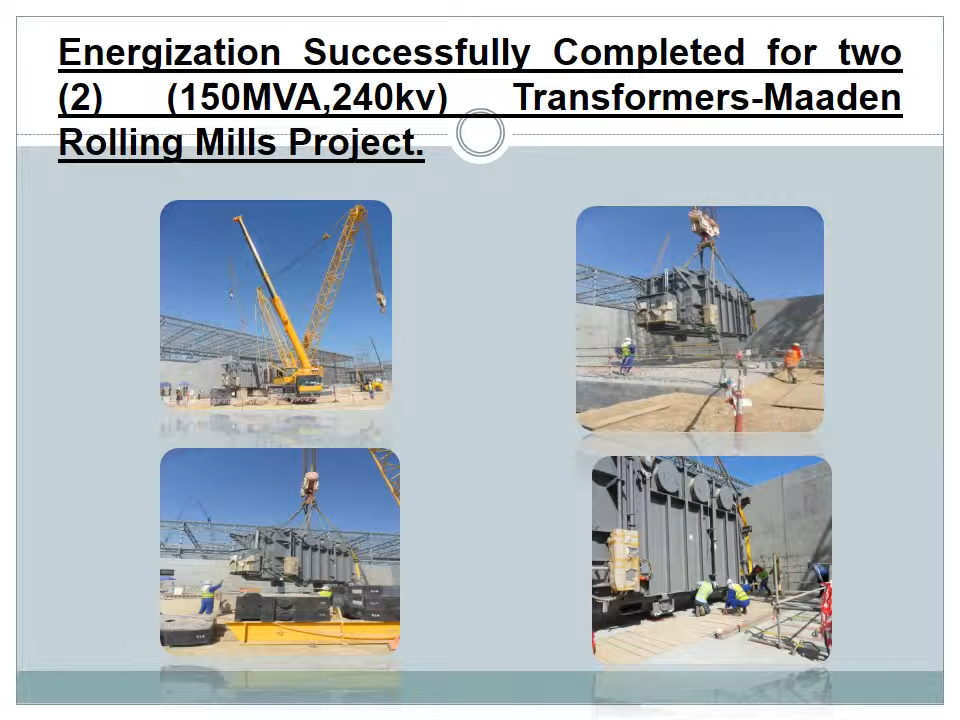 Energization Successfully Completed for two
(2) (150MVA,240kv) Transformers-Maaden
Rolling Mills Project.